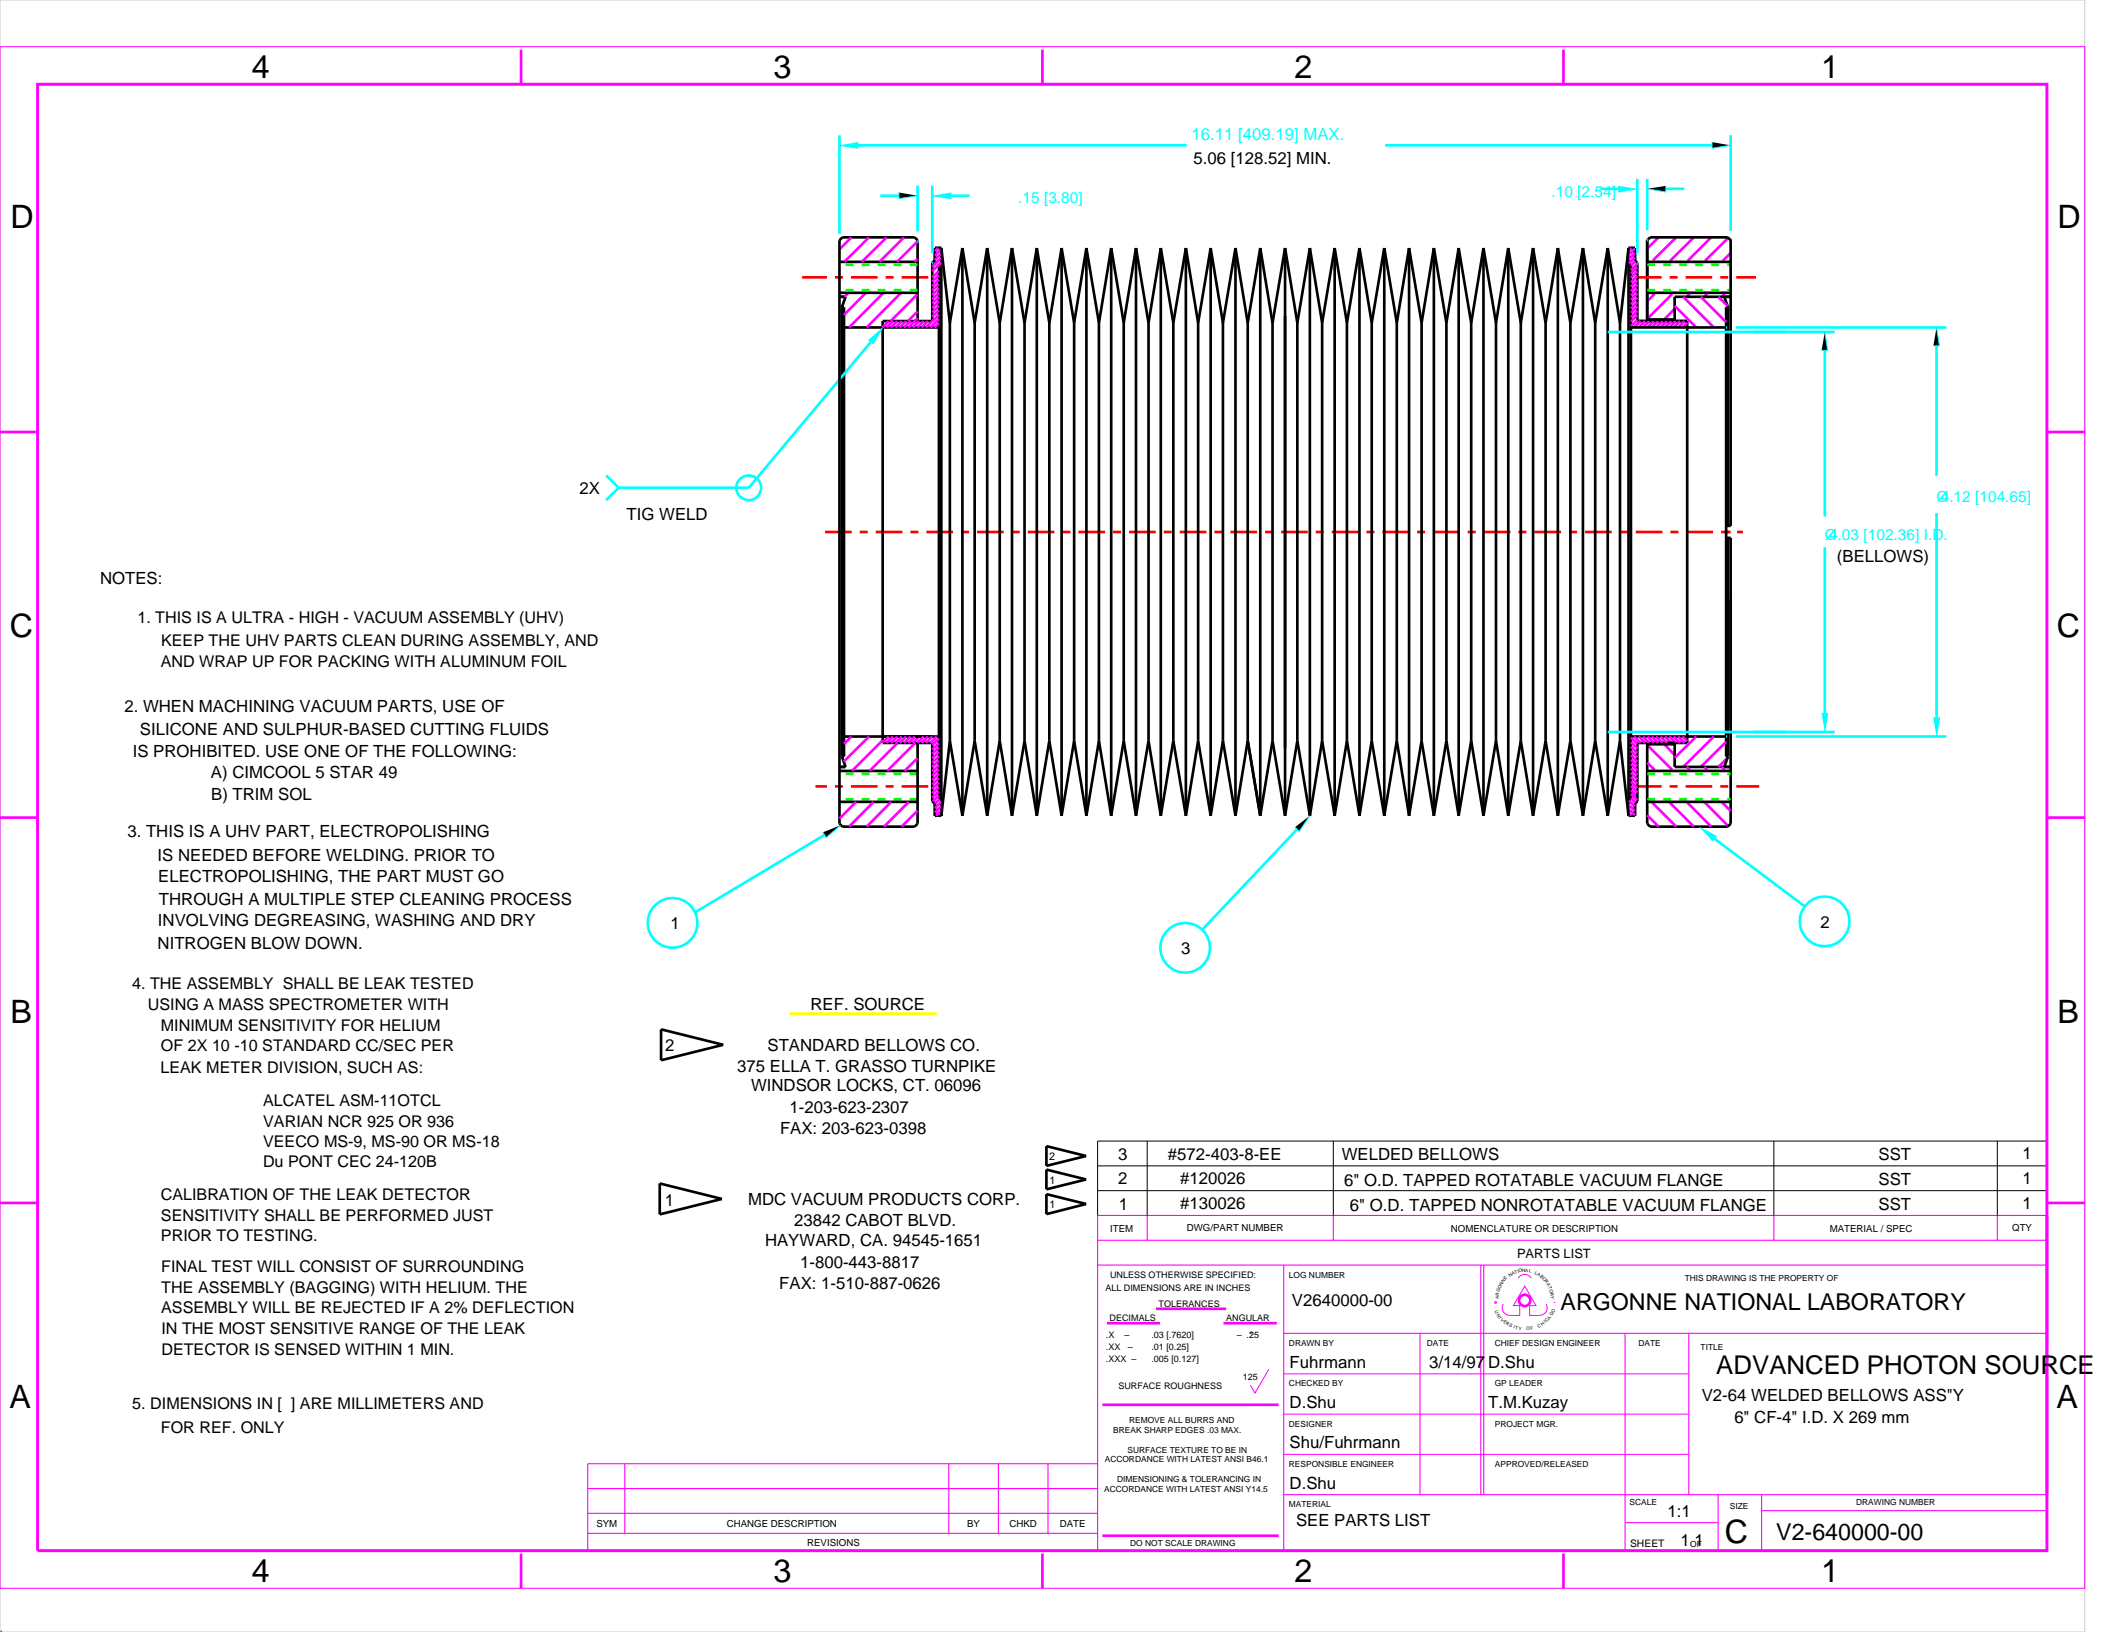 4 3 2 1
D
D
C
C
B
B
A
A
16.11 [409.19] MAX.
5.06 [128.52] MIN.
.15 [3.80]
.10 [2.54]
2X
TIG WELD
Ø4.12 [104.65]
Ø4.03 [102.36] I.D.
(BELLOWS)
1
3
2
NOTES:
1. THIS IS A ULTRA - HIGH - VACUUM ASSEMBLY (UHV)
KEEP THE UHV PARTS CLEAN DURING ASSEMBLY, AND
AND WRAP UP FOR PACKING WITH ALUMINUM FOIL
2. WHEN MACHINING VACUUM PARTS, USE OF
SILICONE AND SULPHUR-BASED CUTTING FLUIDS
IS PROHIBITED. USE ONE OF THE FOLLOWING:
A) CIMCOOL 5 STAR 49
B) TRIM SOL
3. THIS IS A UHV PART, ELECTROPOLISHING
IS NEEDED BEFORE WELDING. PRIOR TO
ELECTROPOLISHING, THE PART MUST GO
THROUGH A MULTIPLE STEP CLEANING PROCESS
INVOLVING DEGREASING, WASHING AND DRY
NITROGEN BLOW DOWN.
4. THE ASSEMBLY SHALL BE LEAK TESTED
USING A MASS SPECTROMETER WITH
MINIMUM SENSITIVITY FOR HELIUM
OF 2X 10 -10 STANDARD CC/SEC PER
LEAK METER DIVISION, SUCH AS:
ALCATEL ASM-11OTCL
VARIAN NCR 925 OR 936
VEECO MS-9, MS-90 OR MS-18
Du PONT CEC 24-120B
CALIBRATION OF THE LEAK DETECTOR
SENSITIVITY SHALL BE PERFORMED JUST
PRIOR TO TESTING.
FINAL TEST WILL CONSIST OF SURROUNDING
THE ASSEMBLY (BAGGING) WITH HELIUM. THE
ASSEMBLY WILL BE REJECTED IF A 2% DEFLECTION
IN THE MOST SENSITIVE RANGE OF THE LEAK
DETECTOR IS SENSED WITHIN 1 MIN.
5. DIMENSIONS IN [ ] ARE MILLIMETERS AND
FOR REF. ONLY
REF. SOURCE
2
STANDARD BELLOWS CO.
375 ELLA T. GRASSO TURNPIKE
WINDSOR LOCKS, CT. 06096
1-203-623-2307
FAX: 203-623-0398
1
MDC VACUUM PRODUCTS CORP.
23842 CABOT BLVD.
HAYWARD, CA. 94545-1651
1-800-443-8817
FAX: 1-510-887-0626
2 3 #572-403-8-EE WELDED BELLOWS SST 1
1 2 #120026 6" O.D. TAPPED ROTATABLE VACUUM FLANGE SST 1
1 1 #130026 6" O.D. TAPPED NONROTATABLE VACUUM FLANGE SST 1
ITEM DWG/PART NUMBER NOMENCLATURE OR DESCRIPTION MATERIAL / SPEC QTY
PARTS LIST
UNLESS OTHERWISE SPECIFIED:
ALL DIMENSIONS ARE IN INCHES
TOLERANCES
DECIMALS ANGULAR
.X – .03 [.7620] – .25
.XX – .01 [0.25]
.XXX – .005 [0.127]
SURFACE ROUGHNESS 125
REMOVE ALL BURRS AND
BREAK SHARP EDGES .03 MAX.
SURFACE TEXTURE TO BE IN
ACCORDANCE WITH LATEST ANSI B46.1
DIMENSIONING & TOLERANCING IN
ACCORDANCE WITH LATEST ANSI Y14.5
DO NOT SCALE DRAWING
LOG NUMBER
V2640000-00
ARGONNE NATIONAL LABORATORY
UNIVERSITY OF CHICAGO
THIS DRAWING IS THE PROPERTY OF
ARGONNE NATIONAL LABORATORY
DRAWN BY DATE CHIEF DESIGN ENGINEER DATE
Fuhrmann 3/14/97 D.Shu
CHECKED BY GP LEADER
D.Shu T.M.Kuzay
DESIGNER PROJECT MGR.
Shu/Fuhrmann
RESPONSIBLE ENGINEER APPROVED/RELEASED
D.Shu
TITLE
ADVANCED PHOTON SOURCE
V2-64 WELDED BELLOWS ASS"Y
6" CF-4" I.D. X 269 mm
MATERIAL
SEE PARTS LIST
SCALE 1:1
SHEET 1 OF 1
SIZE
C
DRAWING NUMBER
V2-640000-00
SYM CHANGE DESCRIPTION BY CHKD DATE
REVISIONS
4 3 2 1